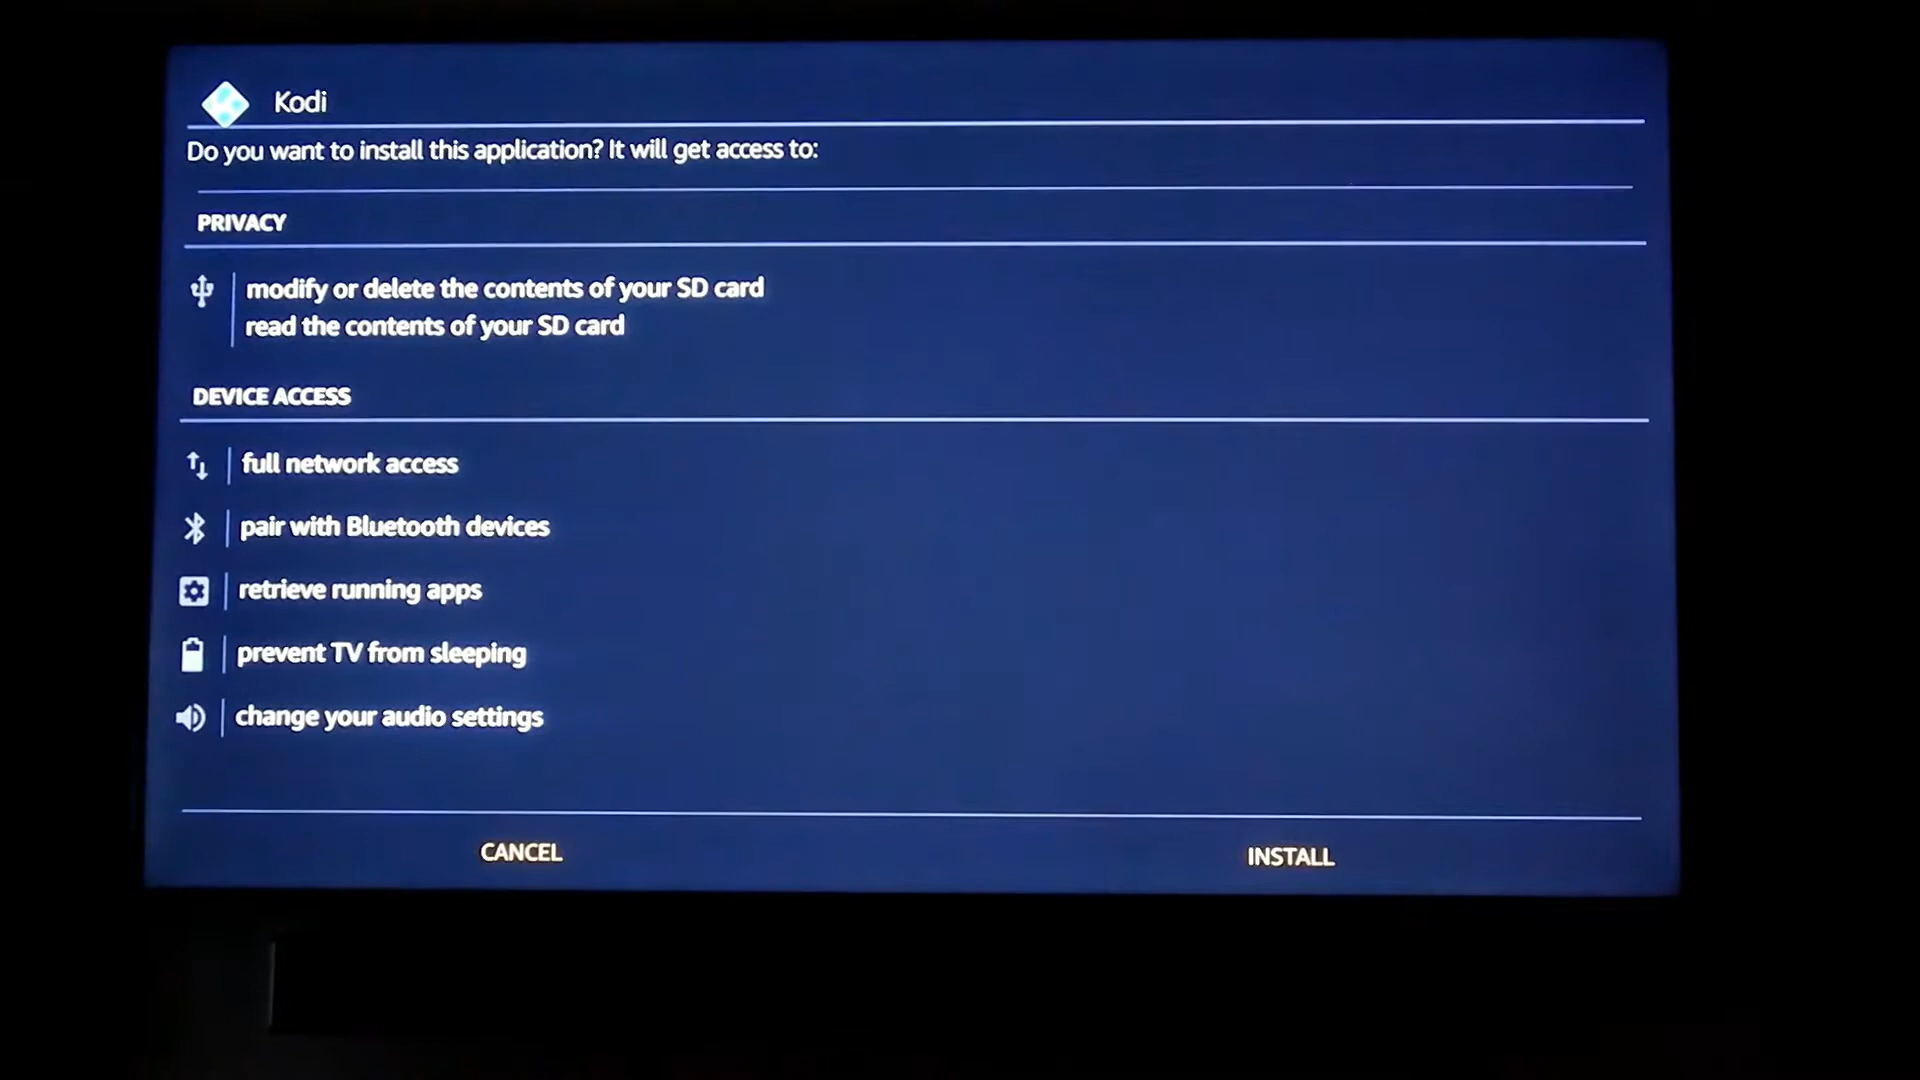 Kodi
Do you want to install this application? It will get access to:
PRIVACY
modify or delete the contents of your SD card
read the contents of your SD card
DEVICE ACCESS
full network access
pair with Bluetooth devices
retrieve running apps
prevent TV from sleeping
change your audio settings
CANCEL
INSTALL